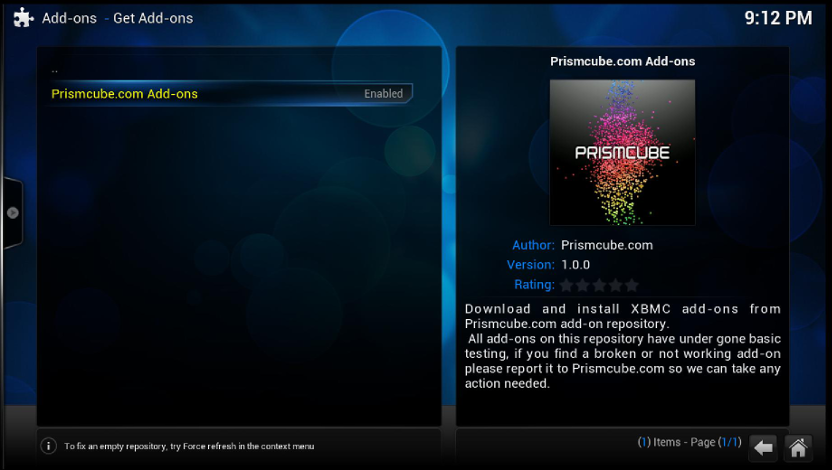 Add-ons - Get Add-ons
9:12 PM
..
Prismcube.com Add-ons Enabled
Prismcube.com Add-ons
PRISMCUBE
Author: Prismcube.com
Version: 1.0.0
Rating:
Download and install XBMC add-ons from
Prismcube.com add-on repository.
All add-ons on this repository have under gone basic
testing, if you find a broken or not working add-on
please report it to Prismcube.com so we can take any
action needed.
To fix an empty repository, try Force refresh in the context menu
(1) Items - Page (1/1)